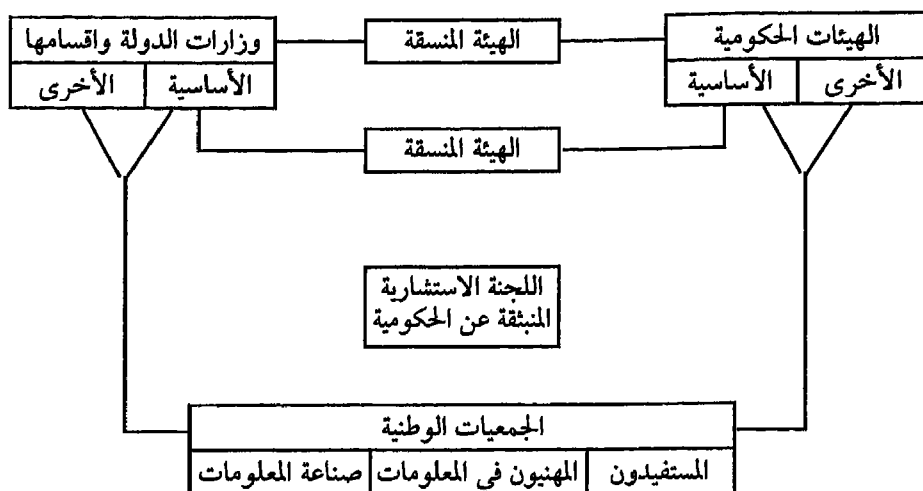 الهيئات الحكومية
الهيئة المنسقة
وزارات الدولة واقسامها
الأخرى
الأساسية
الأساسية
الأخرى
الهيئة المنسقة
اللجنة الاستشارية
المنبثقة عن الحكومية
الجمعيات الوطنية
المستفيدون
المهنيون في المعلومات
صناعة المعلومات